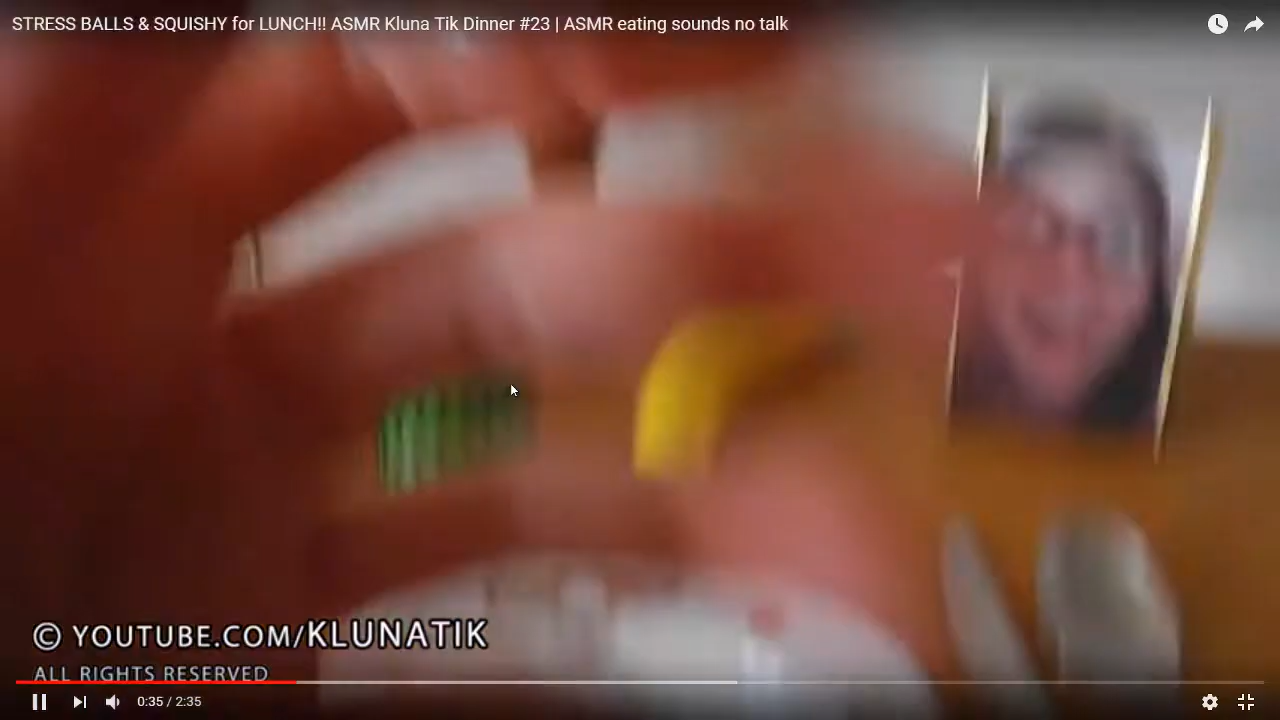 STRESS BALLS & SQUISHY for LUNCH!! ASMR Kluna Tik Dinner #23 | ASMR eating sounds no talk
© YOUTUBE.COM/KLUNATIK
ALL RIGHTS RESERVED
0:35 / 2:35